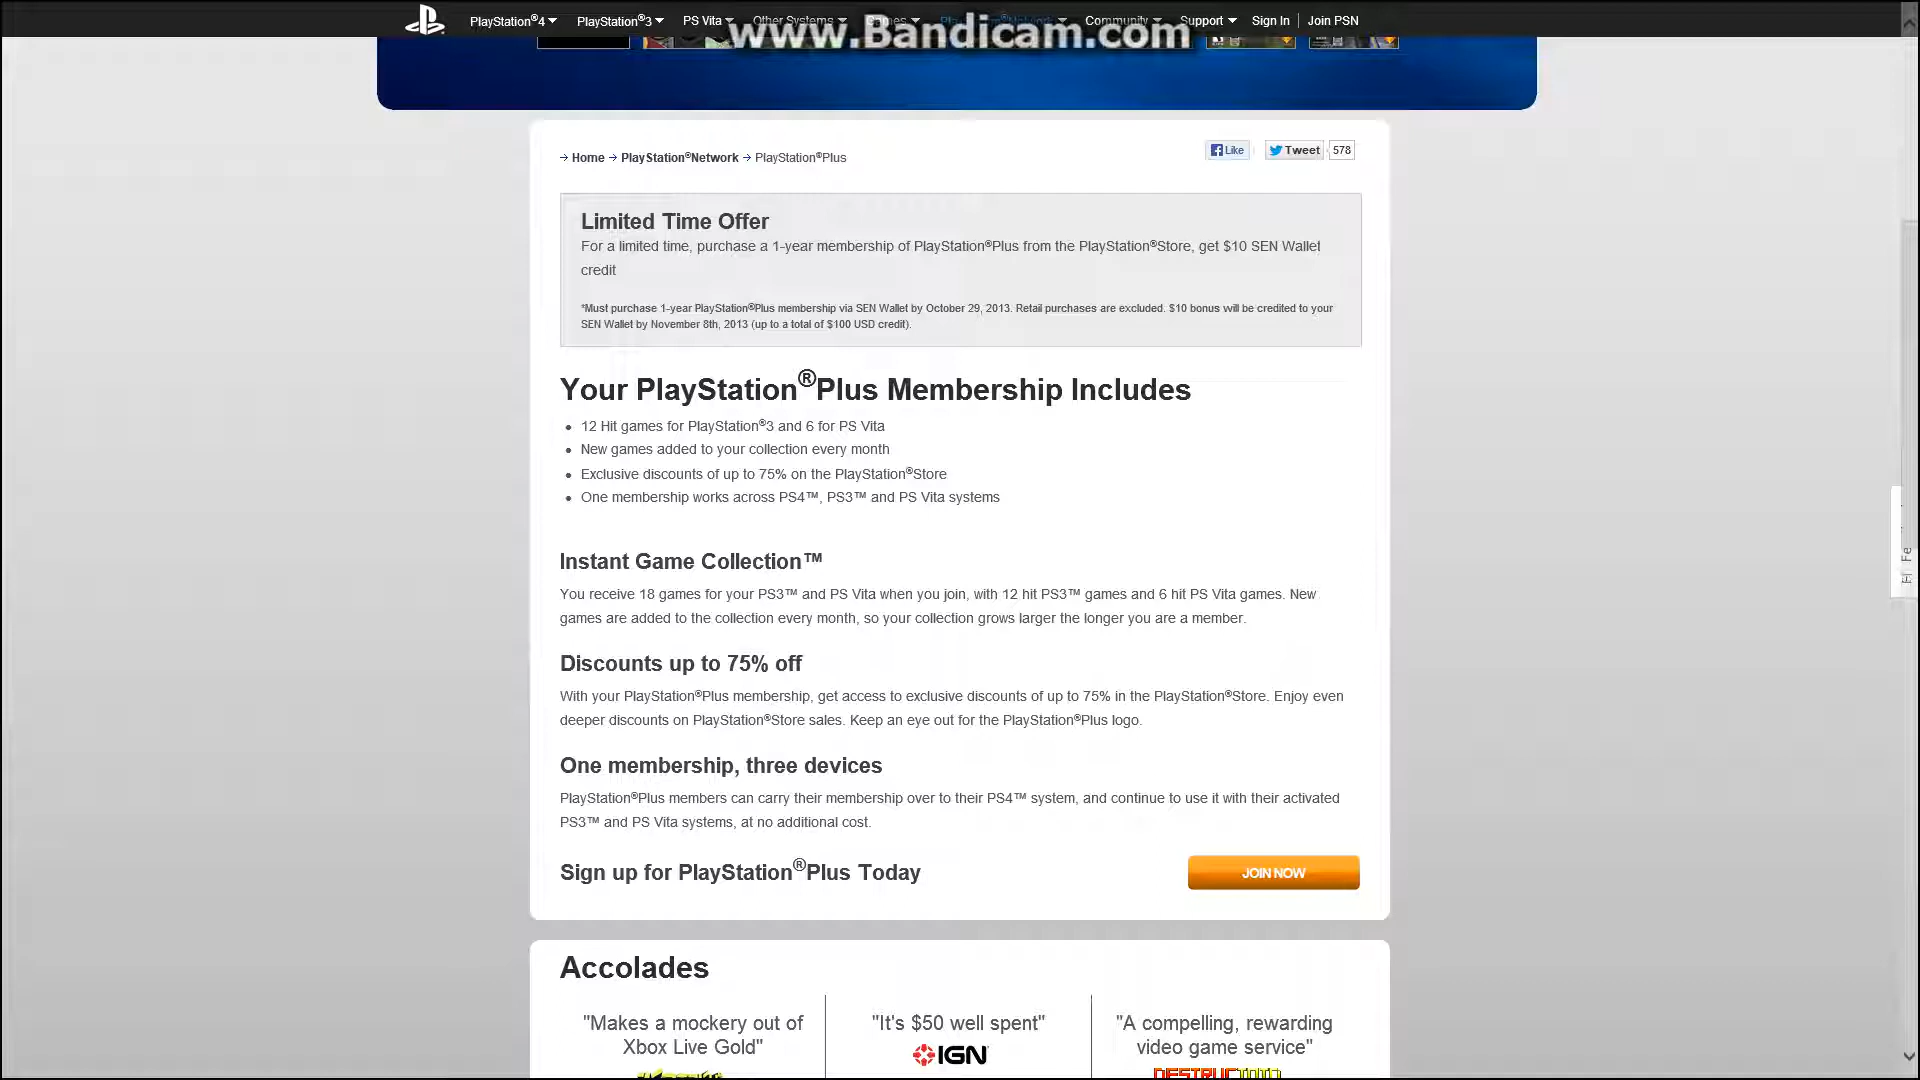 PlayStation®4 PlayStation®3 PS Vita Other Systems Games PlayStation®Network Community Support Sign In Join PSN
www.Bandicam.com
Home PlayStation®Network PlayStation®Plus
Like Tweet 578
Limited Time Offer
For a limited time, purchase a 1-year membership of PlayStation®Plus from the PlayStation®Store, get $10 SEN Wallet
credit
*Must purchase 1-year PlayStation®Plus membership via SEN Wallet by October 29, 2013. Retail purchases are excluded. $10 bonus will be credited to your
SEN Wallet by November 8th, 2013 (up to a total of $100 USD credit).
Your PlayStation®Plus Membership Includes
12 Hit games for PlayStation®3 and 6 for PS Vita
New games added to your collection every month
Exclusive discounts of up to 75% on the PlayStation®Store
One membership works across PS4™, PS3™ and PS Vita systems
Instant Game Collection™
You receive 18 games for your PS3™ and PS Vita when you join, with 12 hit PS3™ games and 6 hit PS Vita games. New
games are added to the collection every month, so your collection grows larger the longer you are a member.
Discounts up to 75% off
With your PlayStation®Plus membership, get access to exclusive discounts of up to 75% in the PlayStation®Store. Enjoy even
deeper discounts on PlayStation®Store sales. Keep an eye out for the PlayStation®Plus logo.
One membership, three devices
PlayStation®Plus members can carry their membership over to their PS4™ system, and continue to use it with their activated
PS3™ and PS Vita systems, at no additional cost.
Sign up for PlayStation®Plus Today
JOIN NOW
Accolades
"Makes a mockery out of
Xbox Live Gold"
"It's $50 well spent"
IGN
"A compelling, rewarding
video game service"
DESTRUCTOID